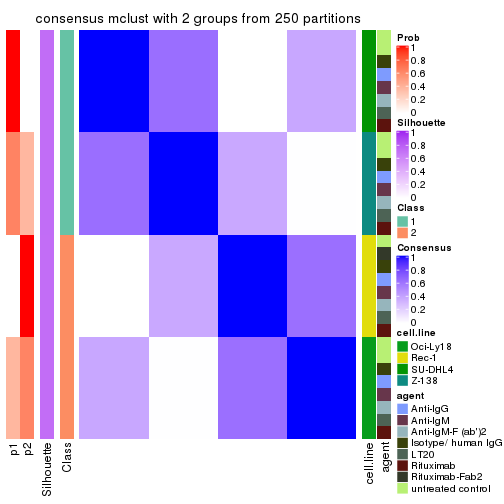 consensus mclust with 2 groups from 250 partitions
Prob
1
0.8
0.6
0.4
0.2
0
Silhouette
1
0.8
0.6
0.4
0.2
0
Class
1
2
Consensus
1
0.8
0.6
0.4
0.2
0
cell.line
Oci-Ly18
Rec-1
SU-DHL4
Z-138
agent
Anti-IgG
Anti-IgM
Anti-IgM-F (ab')2
Isotype/ human IgG
LT20
Rituximab
Rituximab-Fab2
untreated control
p1
p2
Silhouette
Class
cell.line
agent